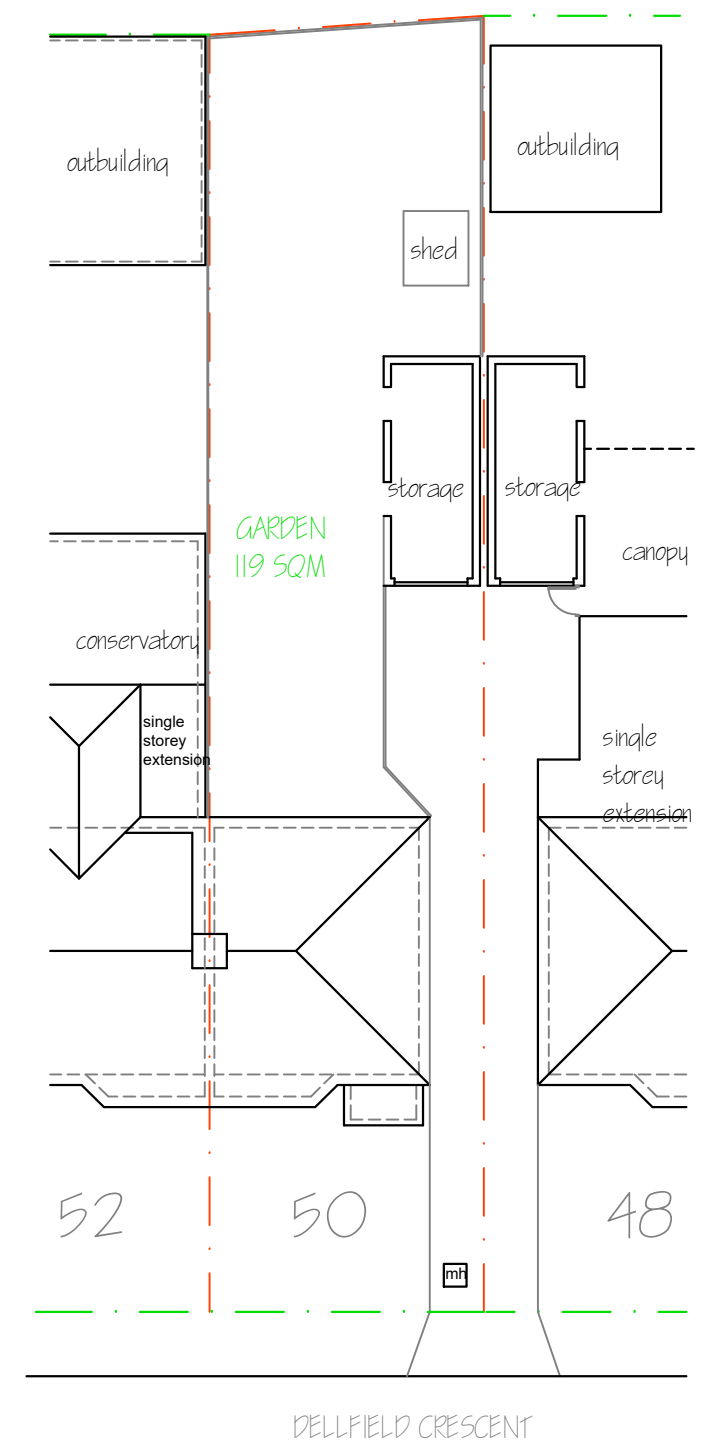 outbuilding
outbuilding
shed
storage
storage
GARDEN
119 SQM
canopy
conservatory
single
storey
extension
single
storey
extension
52
50
48
mh
DELLFIELD CRESCENT